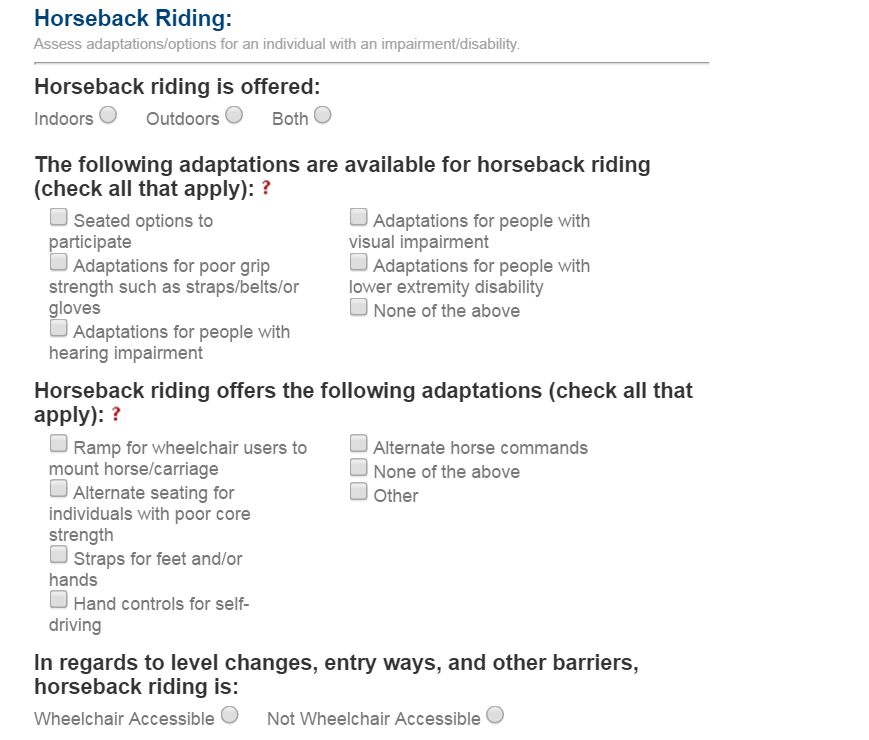 Horseback Riding:
Assess adaptations/options for an individual with an impairment/disability.
Horseback riding is offered:
Indoors Outdoors Both
The following adaptations are available for horseback riding
(check all that apply): ?
Seated options to
participate
Adaptations for poor grip
strength such as straps/belts/or
gloves
Adaptations for people with
hearing impairment
Adaptations for people with
visual impairment
Adaptations for people with
lower extremity disability
None of the above
Horseback riding offers the following adaptations (check all that
apply): ?
Ramp for wheelchair users to
mount horse/carriage
Alternate seating for
individuals with poor core
strength
Straps for feet and/or
hands
Hand controls for self-
driving
Alternate horse commands
None of the above
Other
In regards to level changes, entry ways, and other barriers,
horseback riding is:
Wheelchair Accessible Not Wheelchair Accessible